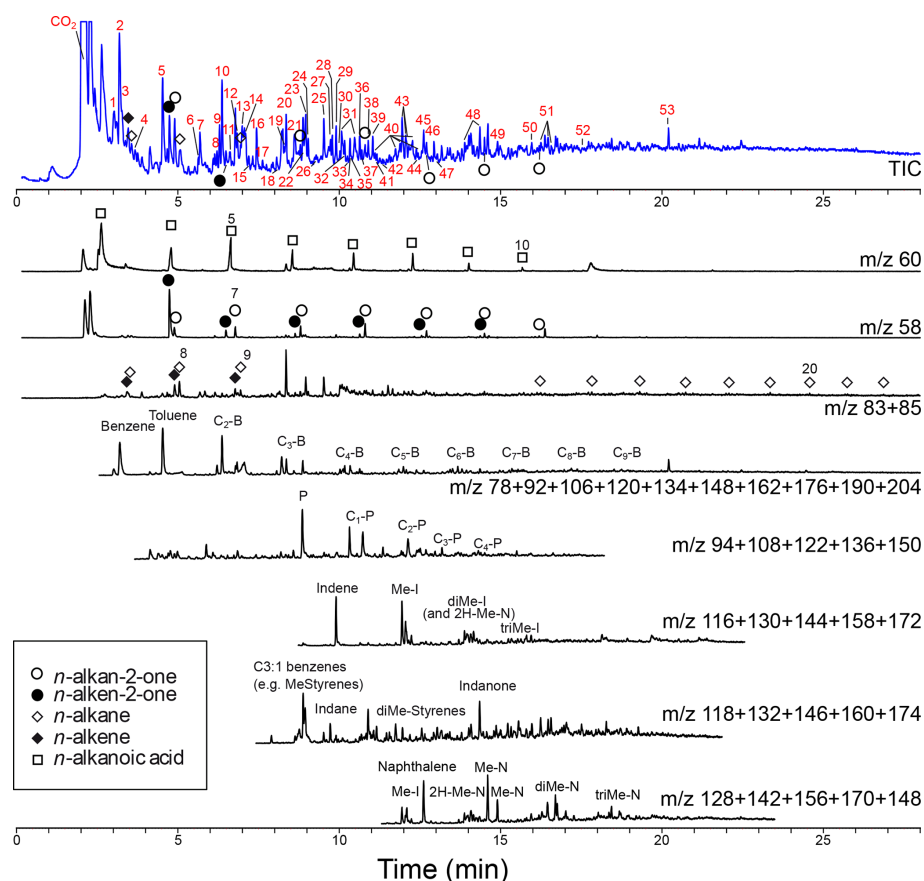 CO2
1
2
3
4
5
6
7
8
9
10
11
12
13
14
15
16
17
18
19
20
21
22
23
24
25
26
27
28
29
30
31
32
33
34
35
36
37
38
39
40
41
42
43
44
45
46
47
48
49
50
51
52
53
TIC
5 10 15 20 25
5
10
m/z 60
7
m/z 58
8
9
20
m/z 83+85
Benzene
Toluene
C2-B
C3-B
C4-B
C5-B
C6-B
C7-B
C8-B
C9-B
m/z 78+92+106+120+134+148+162+176+190+204
P
C1-P
C2-P
C3-P
C4-P
m/z 94+108+122+136+150
Indene
Me-I
diMe-I
(and 2H-Me-N)
triMe-I
m/z 116+130+144+158+172
C3:1 benzenes
(e.g. MeStyrenes)
Indane
diMe-Styrenes
Indanone
m/z 118+132+146+160+174
Naphthalene
Me-I
2H-Me-N
Me-N
Me-N
diMe-N
triMe-N
m/z 128+142+156+170+148
n-alkan-2-one
n-alken-2-one
n-alkane
n-alkene
n-alkanoic acid
5 10 15 20 25
Time (min)